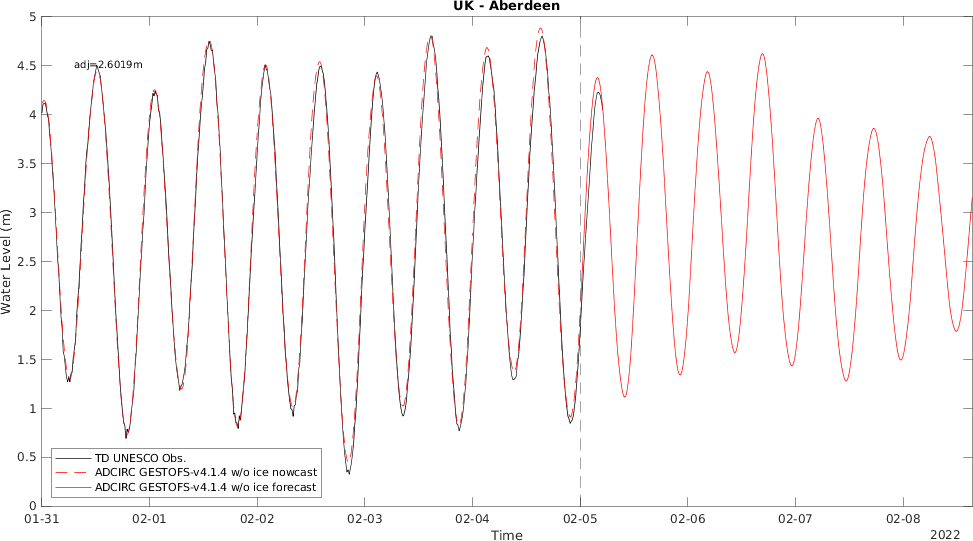 UK - Aberdeen
adj=2.6019m
Water Level (m)
5
4.5
4
3.5
3
2.5
2
1.5
1
0.5
0
TD UNESCO Obs.
ADCIRC GESTOFS-v4.1.4 w/o ice nowcast
ADCIRC GESTOFS-v4.1.4 w/o ice forecast
01-31 02-01 02-02 02-03 02-04 02-05 02-06 02-07 02-08
Time
2022